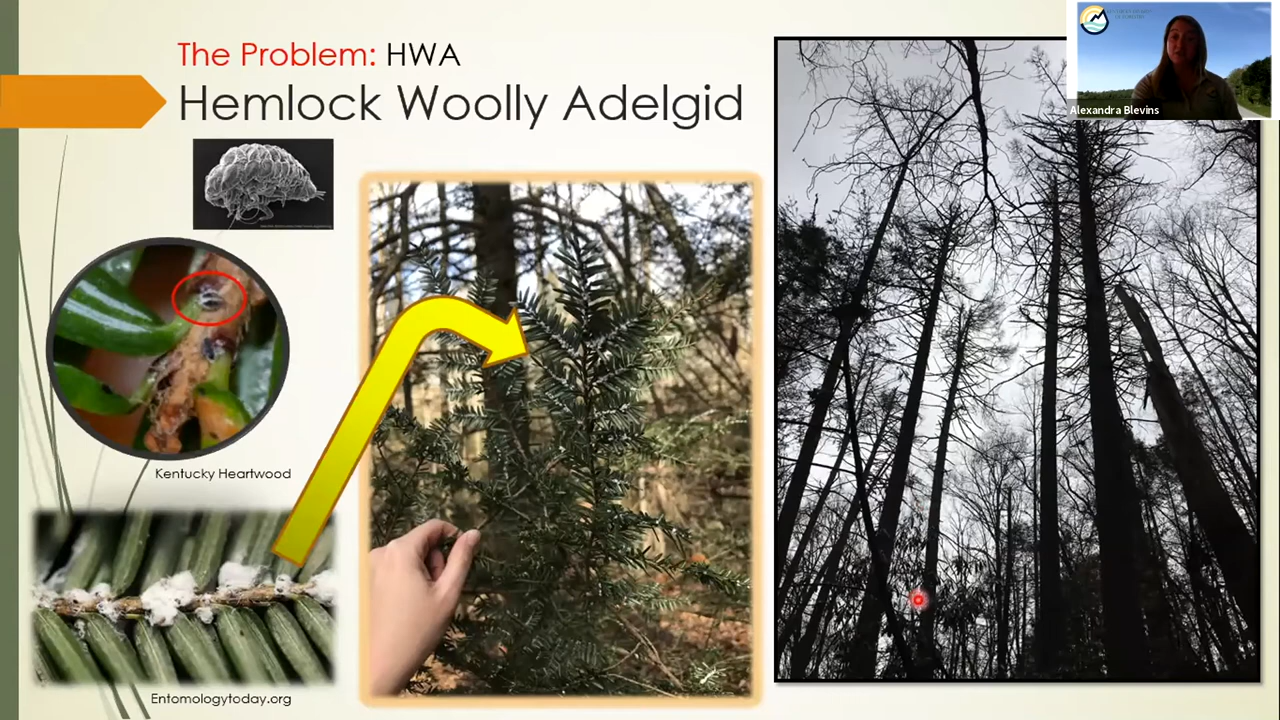 The Problem: HWA
Hemlock Woolly Adelgid
Alexandra Blevins
Kentucky Heartwood
Entomologytoday.org